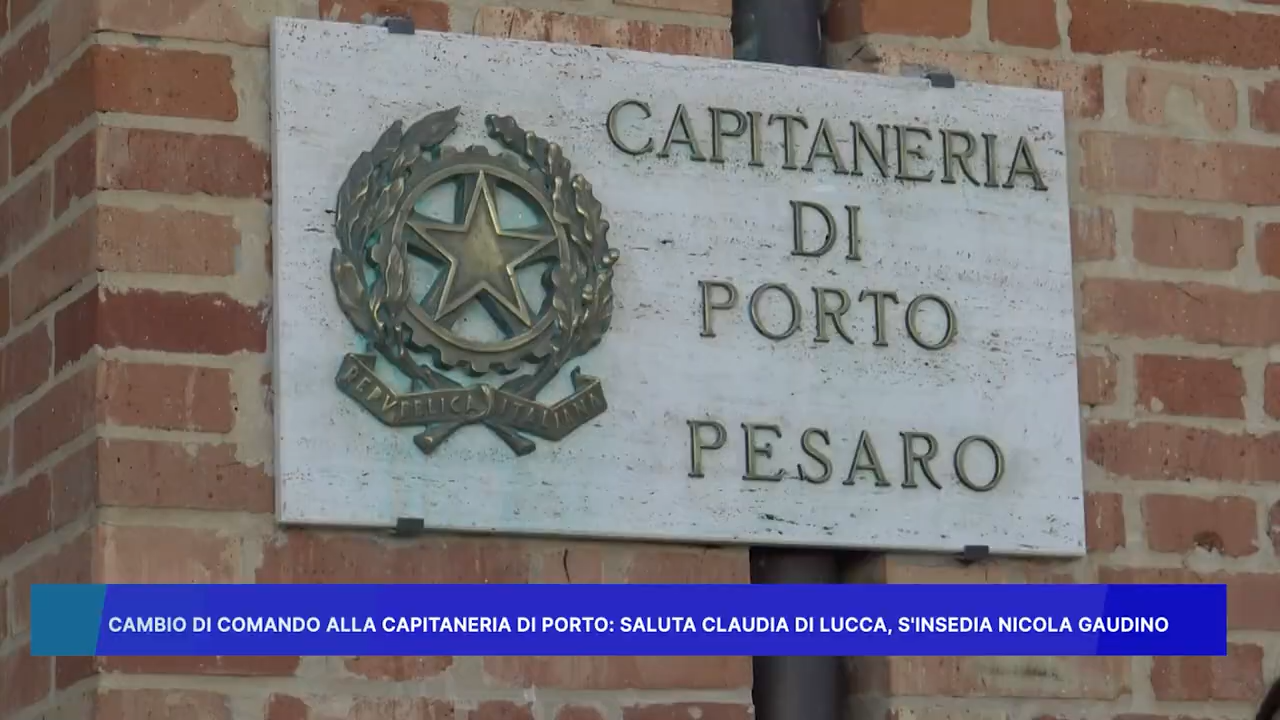 CAPITANERIA
DI
PORTO
PESARO
REPVBBLICA ITALIANA
CAMBIO DI COMANDO ALLA CAPITANERIA DI PORTO: SALUTA CLAUDIA DI LUCCA, S'INSEDIA NICOLA GAUDINO